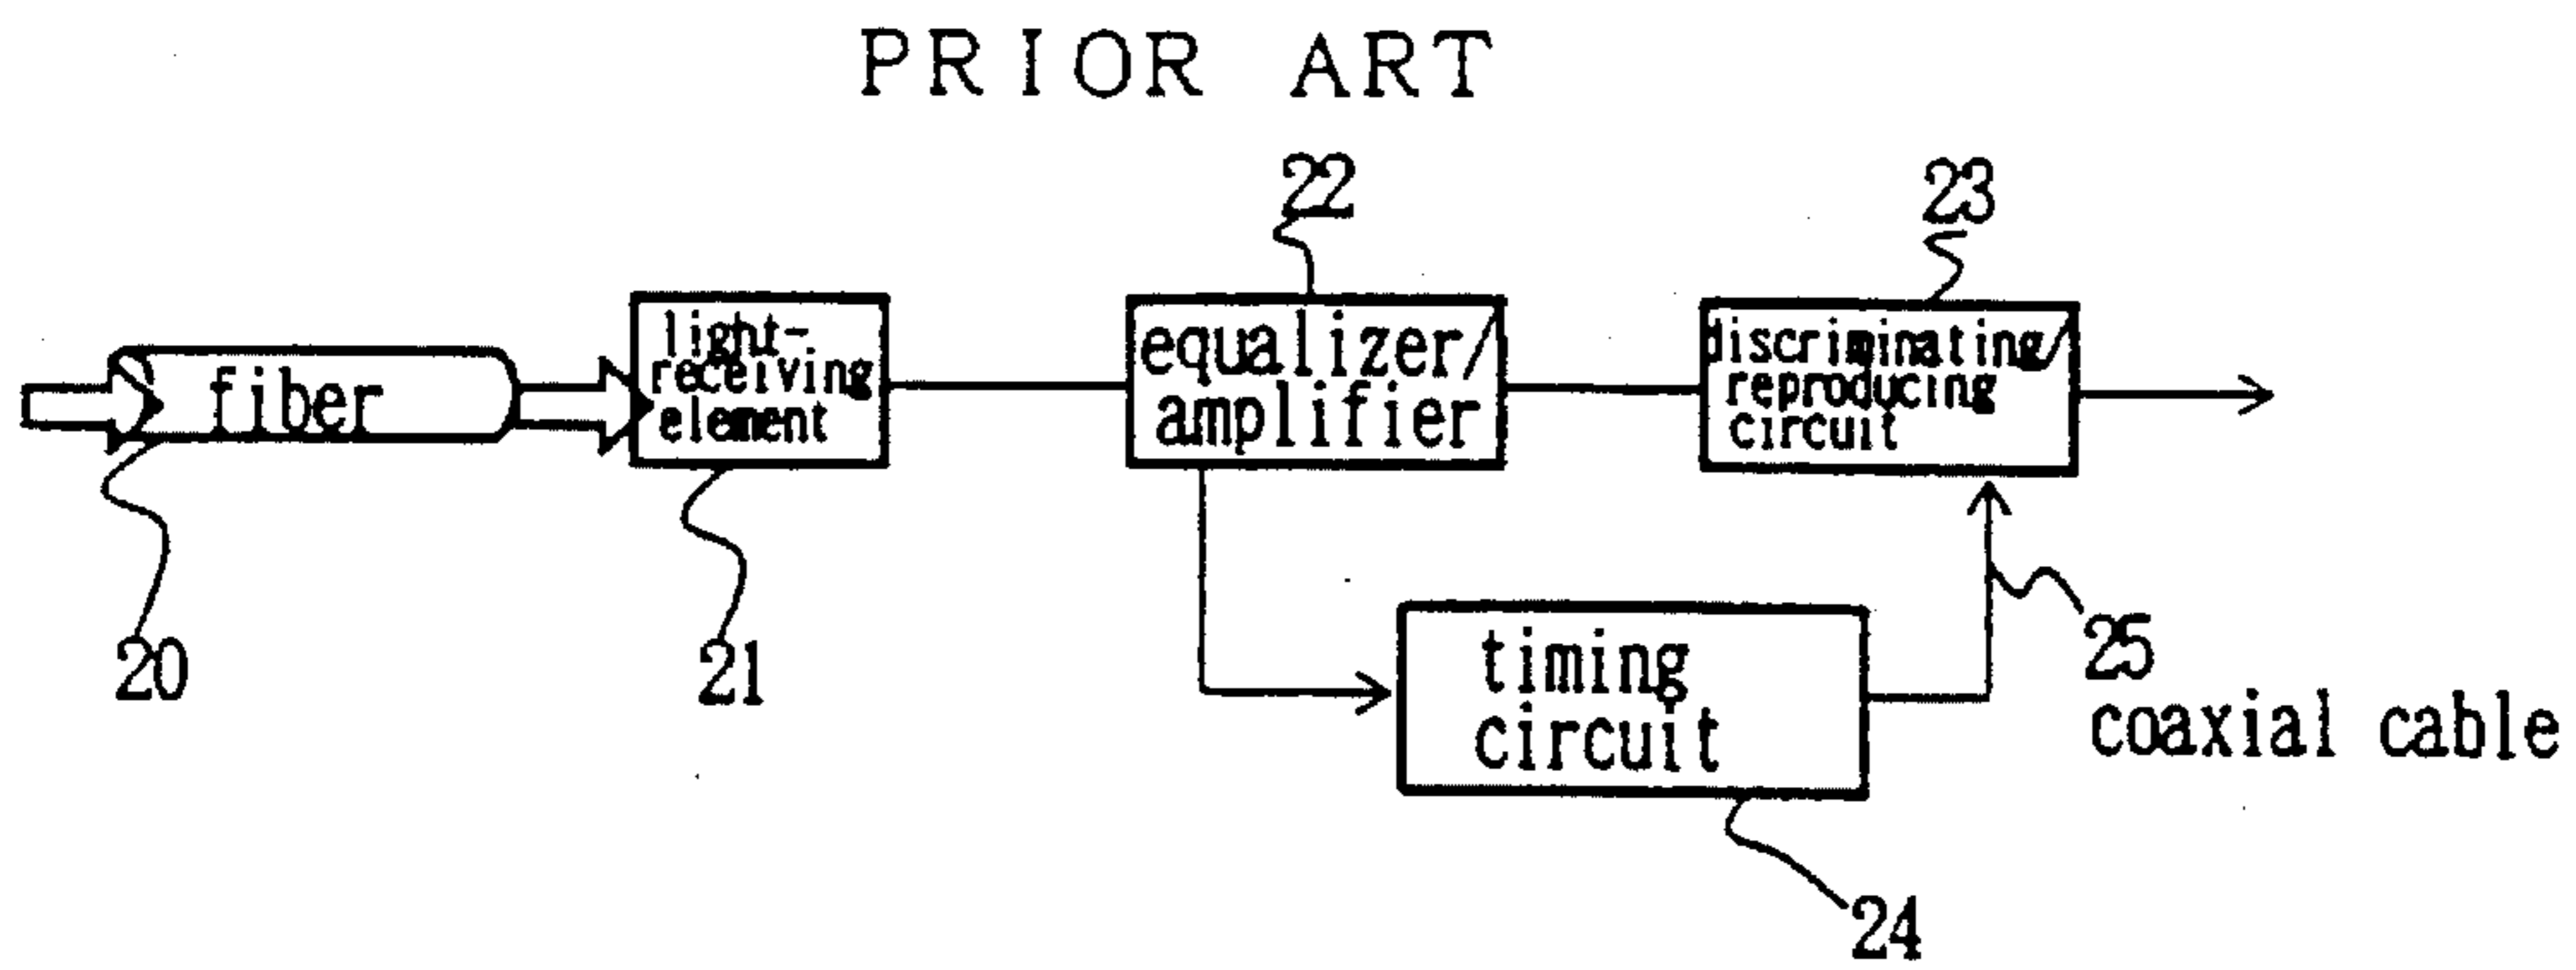 PRIOR ART
22
23
light-
receiving
element
equalizer/
amplifier
discriminating/
reproducing
circuit
fiber
20
21
timing
circuit
25
coaxial cable
24